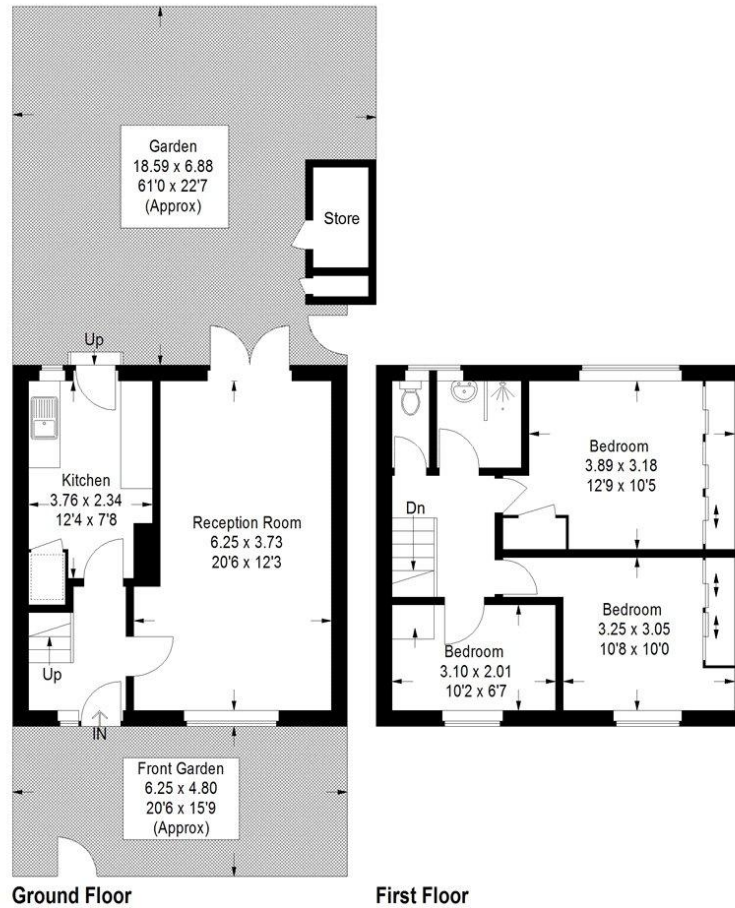 Garden
18.59 x 6.88
61'0 x 22'7
(Approx)
Store
Up
Kitchen
3.76 x 2.34
12'4 x 7'8
Reception Room
6.25 x 3.73
20'6 x 12'3
Up
IN
Front Garden
6.25 x 4.80
20'6 x 15'9
(Approx)
Ground Floor
Dn
Bedroom
3.89 x 3.18
12'9 x 10'5
Bedroom
3.25 x 3.05
10'8 x 10'0
Bedroom
3.10 x 2.01
10'2 x 6'7
First Floor